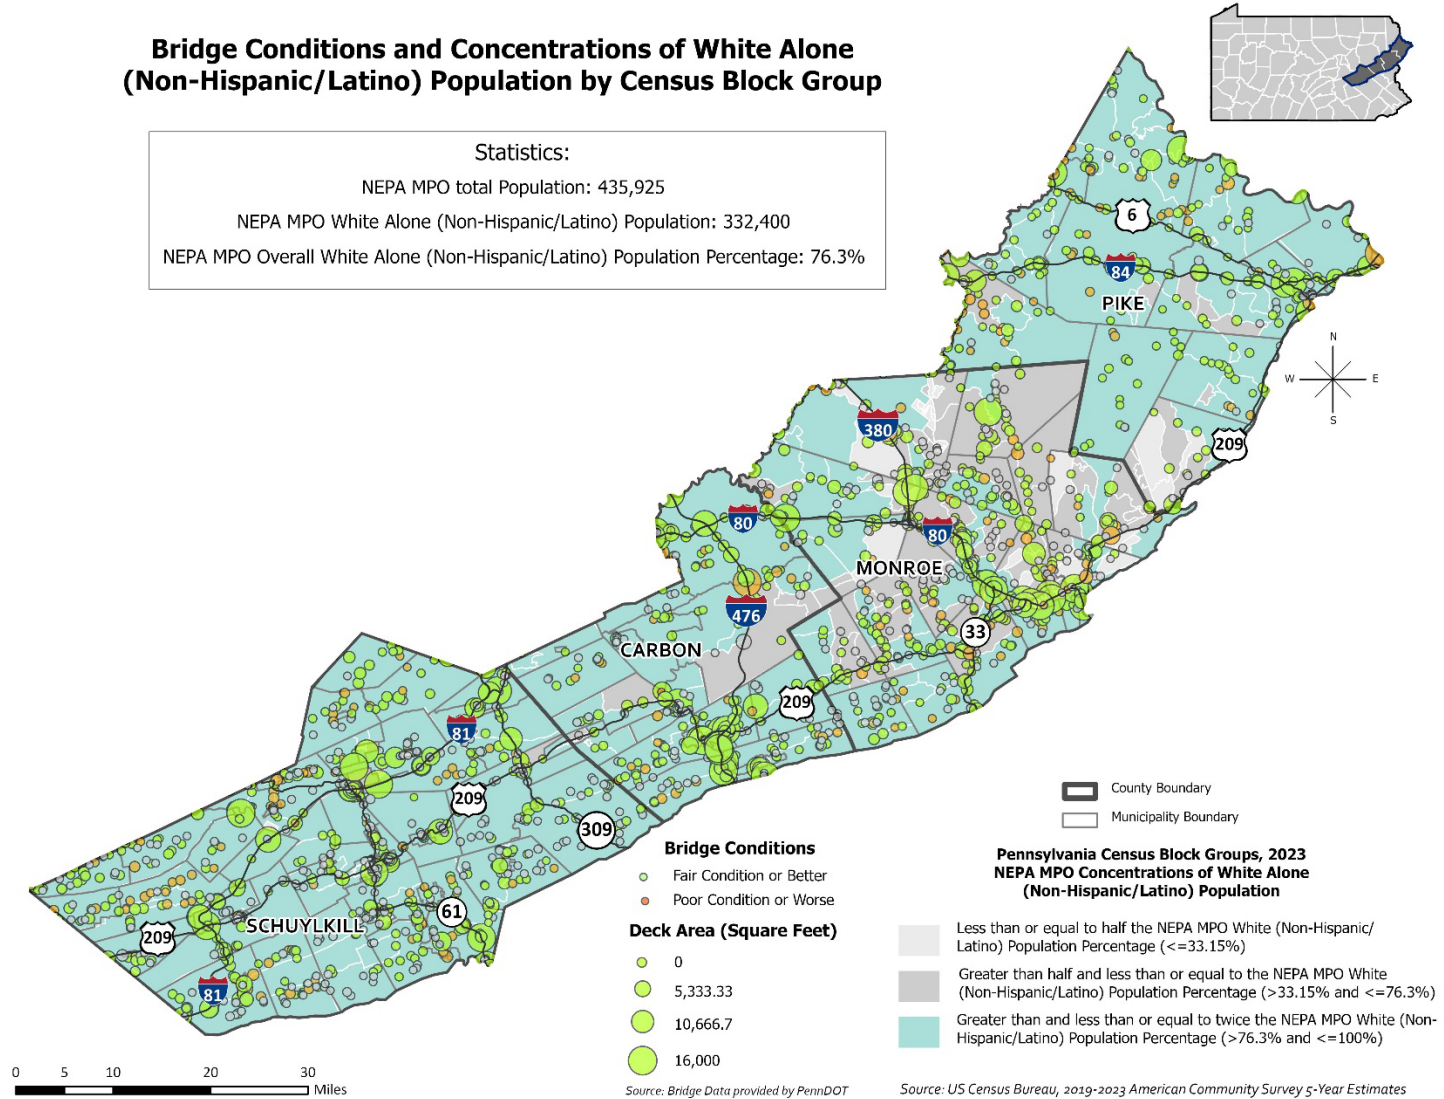 Bridge Conditions and Concentrations of White Alone
(Non-Hispanic/Latino) Population by Census Block Group
Statistics:
NEPA MPO total Population: 435,925
NEPA MPO White Alone (Non-Hispanic/Latino) Population: 332,400
NEPA MPO Overall White Alone (Non-Hispanic/Latino) Population Percentage: 76.3%
6
84
PIKE
N
W E
S
380
209
80
80
MONROE
476
33
CARBON
209
81
209
309
61
SCHUYLKILL
209
81
County Boundary
Municipality Boundary
Bridge Conditions
Fair Condition or Better
Poor Condition or Worse
Deck Area (Square Feet)
0
5,333.33
10,666.7
16,000
Source: Bridge Data provided by PennDOT
Pennsylvania Census Block Groups, 2023
NEPA MPO Concentrations of White Alone
(Non-Hispanic/Latino) Population
Less than or equal to half the NEPA MPO White (Non-Hispanic/
Latino) Population Percentage (<=33.15%)
Greater than half and less than or equal to the NEPA MPO White
(Non-Hispanic/Latino) Population Percentage (>33.15% and <=76.3%)
Greater than and less than or equal to twice the NEPA MPO White (Non-
Hispanic/Latino) Population Percentage (>76.3% and <=100%)
Source: US Census Bureau, 2019-2023 American Community Survey 5-Year Estimates
0 5 10 20 30
Miles